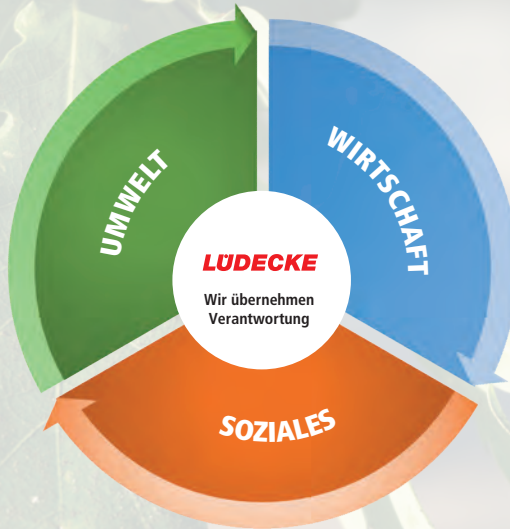 UMWELT
WIRTSCHAFT
LÜDECKE
Wir übernehmen
Verantwortung
SOZIALES